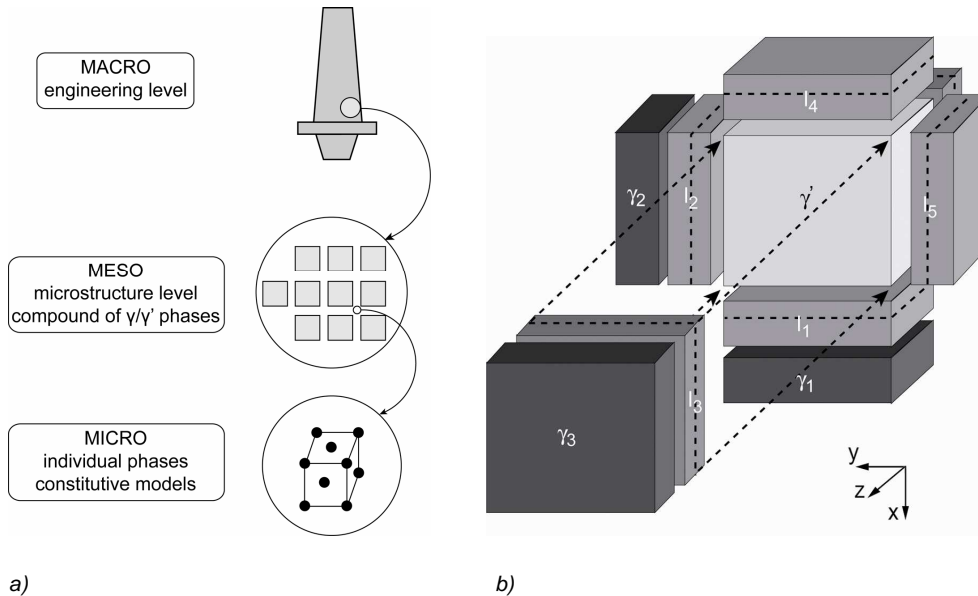 MACRO
engineering level
MESO
microstructure level
compound of γ/γ' phases
MICRO
individual phases
constitutive models
a)
I4
γ2
I2
γ'
I5
I1
γ1
I3
γ3
y
z
x
b)